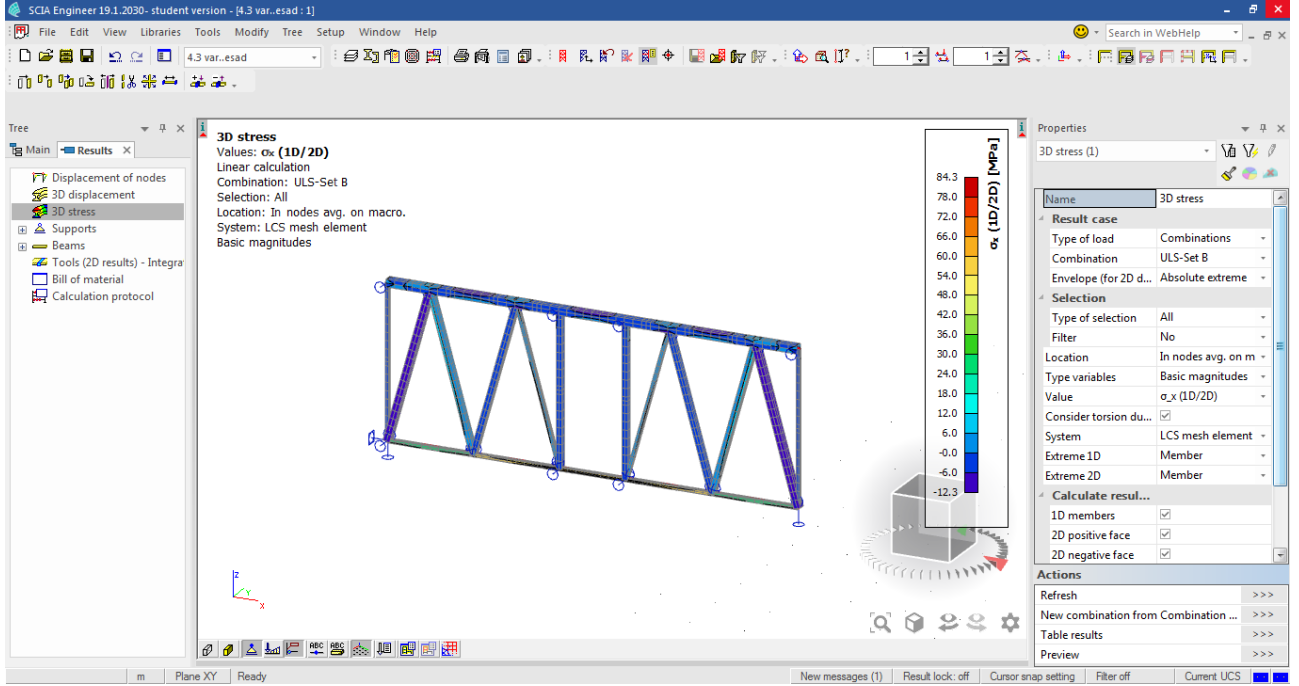 SCIA Engineer 19.1.2030- student version - [4.3 var..esad : 1]
File Edit View Libraries Tools Modify Tree Setup Window Help
Search in WebHelp
4.3 var..esad
1
1
Tree
Main
Results
Displacement of nodes
3D displacement
3D stress
Supports
Beams
Tools (2D results) - Integra
Bill of material
Calculation protocol
3D stress
Values: σx (1D/2D)
Linear calculation
Combination: ULS-Set B
Selection: All
Location: In nodes avg. on macro.
System: LCS mesh element
Basic magnitudes
σx (1D/2D) [MPa]
84.3
78.0
72.0
66.0
60.0
54.0
48.0
42.0
36.0
30.0
24.0
18.0
12.0
6.0
-0.0
-6.0
-12.3
z
Y
x
ABC
ABC
Properties
3D stress (1)
Name 3D stress
Result case
Type of load Combinations
Combination ULS-Set B
Envelope (for 2D d... Absolute extreme
Selection
Type of selection All
Filter No
Location In nodes avg. on m
Type variables Basic magnitudes
Value σ_x (1D/2D)
Consider torsion du...
System LCS mesh element
Extreme 1D Member
Extreme 2D Member
Calculate resul...
1D members
2D positive face
2D negative face
Actions
Refresh >>>
New combination from Combination ... >>>
Table results >>>
Preview >>>
m Plane XY Ready New messages (1) Result lock: off Cursor snap setting Filter off Current UCS